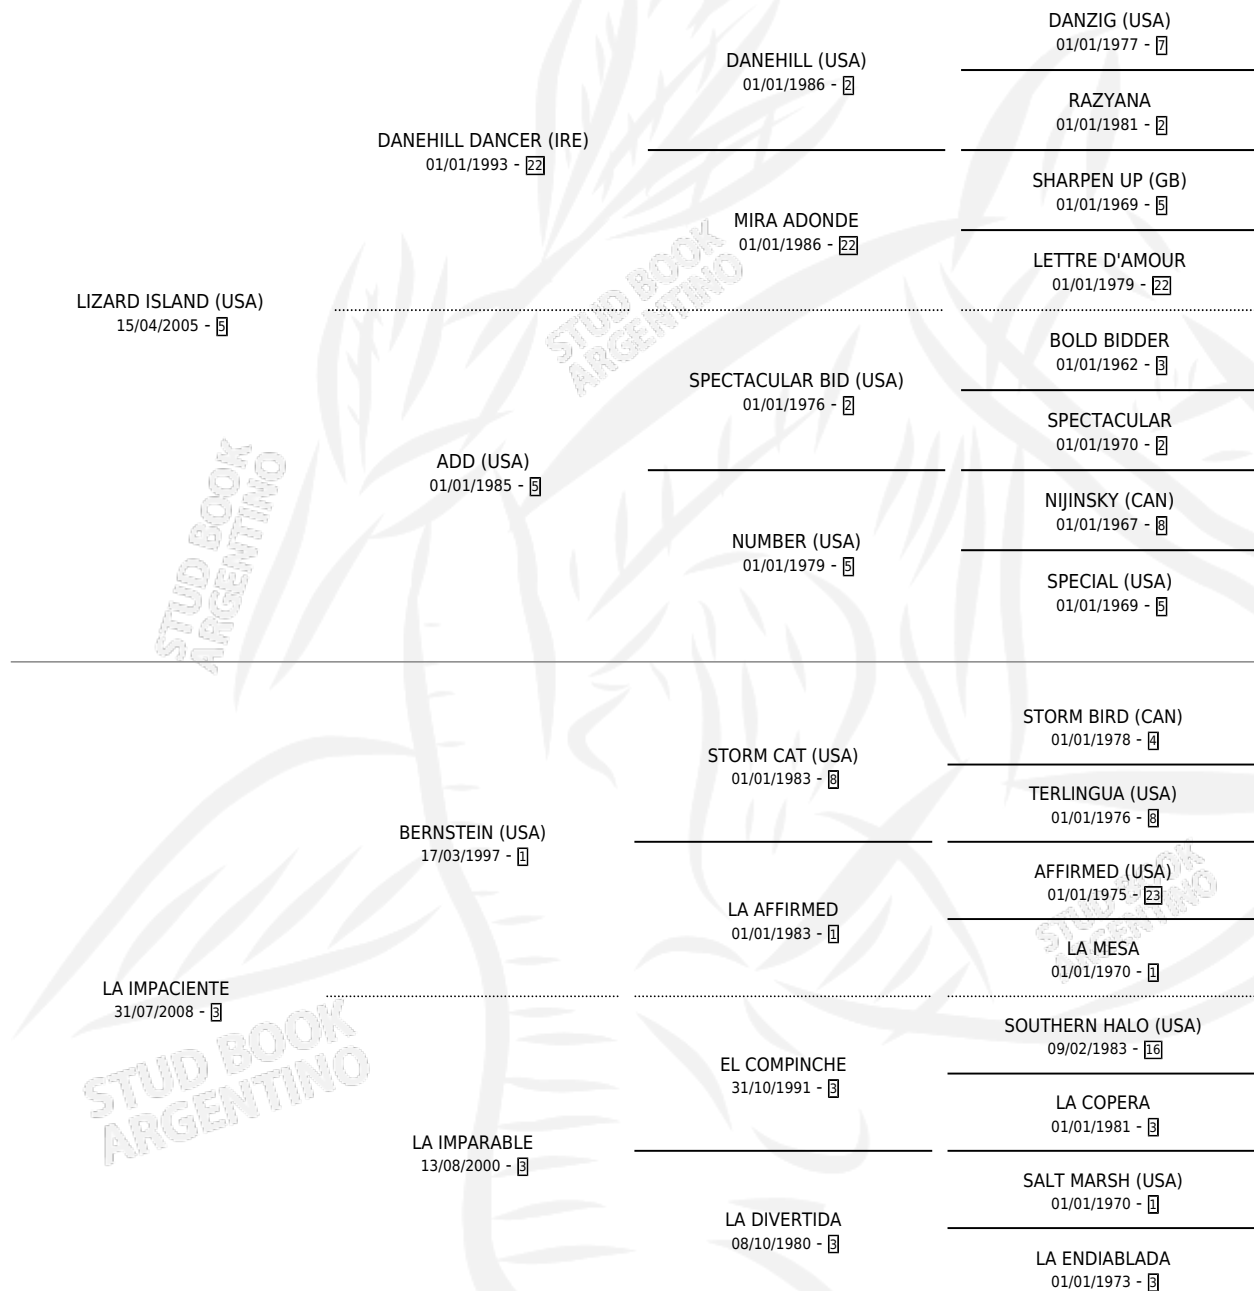 DANZIG (USA)
01/01/1977 - 7
DANEHILL (USA)
01/01/1986 - 2
RAZYANA
01/01/1981 - 2
DANEHILL DANCER (IRE)
01/01/1993 - 22
SHARPEN UP (GB)
01/01/1969 - 5
MIRA ADONDE
01/01/1986 - 22
LETTRE D'AMOUR
01/01/1979 - 22
LIZARD ISLAND (USA)
15/04/2005 - 5
BOLD BIDDER
01/01/1962 - 3
SPECTACULAR BID (USA)
01/01/1976 - 2
SPECTACULAR
01/01/1970 - 2
ADD (USA)
01/01/1985 - 5
NIJINSKY (CAN)
01/01/1967 - 8
NUMBER (USA)
01/01/1979 - 5
SPECIAL (USA)
01/01/1969 - 5
STORM BIRD (CAN)
01/01/1978 - 4
STORM CAT (USA)
01/01/1983 - 8
TERLINGUA (USA)
01/01/1976 - 8
BERNSTEIN (USA)
17/03/1997 - 1
AFFIRMED (USA)
01/01/1975 - 23
LA AFFIRMED
01/01/1983 - 1
LA MESA
01/01/1970 - 1
LA IMPACIENTE
31/07/2008 - 3
SOUTHERN HALO (USA)
09/02/1983 - 16
EL COMPINCHE
31/10/1991 - 3
LA COPERA
01/01/1981 - 3
LA IMPARABLE
13/08/2000 - 3
SALT MARSH (USA)
01/01/1970 - 1
LA DIVERTIDA
08/10/1980 - 3
LA ENDIABLADA
01/01/1973 - 3
STUD BOOK
ARGENTINO
STUD BOOK
ARGENTINO
STUD BOOK
ARGENTINO
STUD BOOK
ARGENTINO